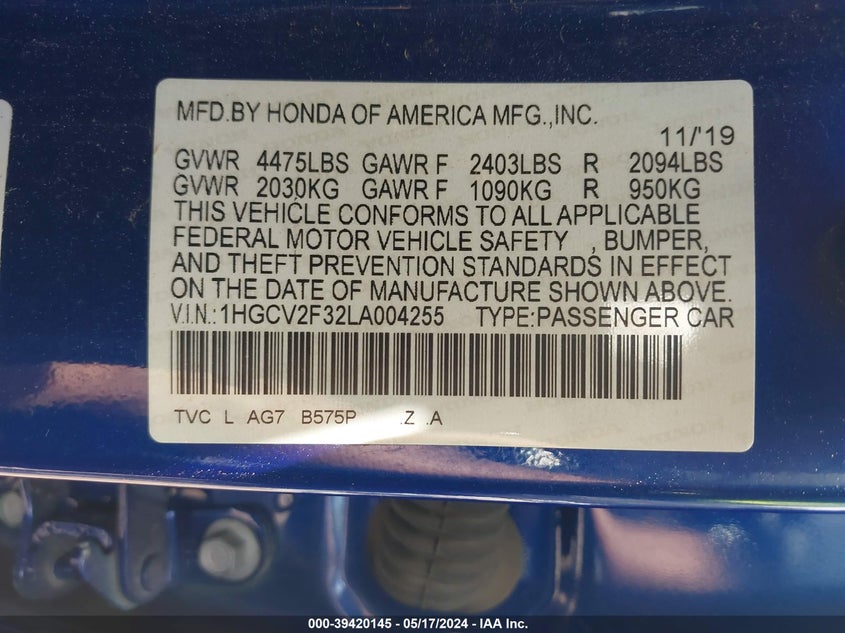 MFD.BY HONDA OF AMERICA MFG.,INC.
11/'19
GVWR 4475LBS GAWR F 2403LBS R 2094LBS
GVWR 2030KG GAWR F 1090KG R 950KG
THIS VEHICLE CONFORMS TO ALL APPLICABLE
FEDERAL MOTOR VEHICLE SAFETY , BUMPER,
AND THEFT PREVENTION STANDARDS IN EFFECT
ON THE DATE OF MANUFACTURE SHOWN ABOVE.
V.I.N.:1HGCV2F32LA004255 TYPE:PASSENGER CAR
TVC L AG7 B575P .Z .A
000-39420145 — 05/17/2024 — IAA Inc.